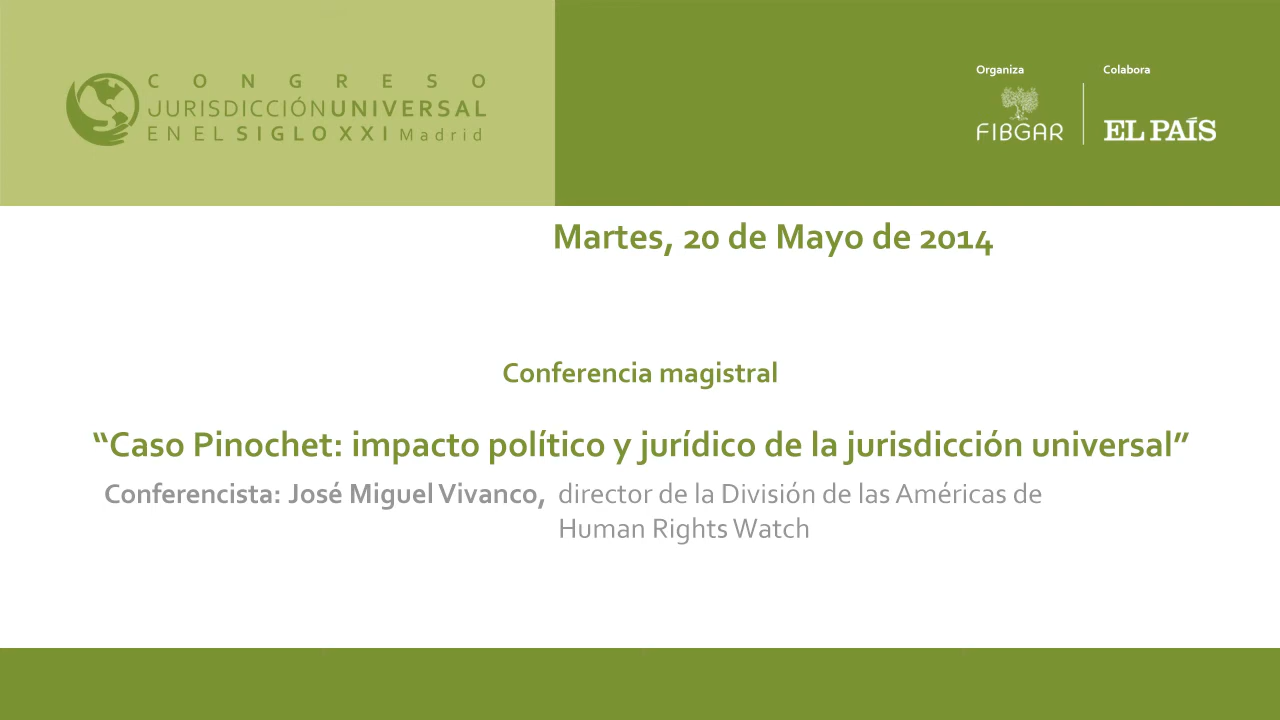 CONGRESO
JURISDICCIÓN UNIVERSAL
EN EL SIGLO XXI Madrid
Organiza
FIBGAR
Colabora
EL PAÍS
Martes, 20 de Mayo de 2014
Conferencia magistral
“Caso Pinochet: impacto político y jurídico de la jurisdicción universal”
Conferencista: José Miguel Vivanco, director de la División de las Américas de
Human Rights Watch